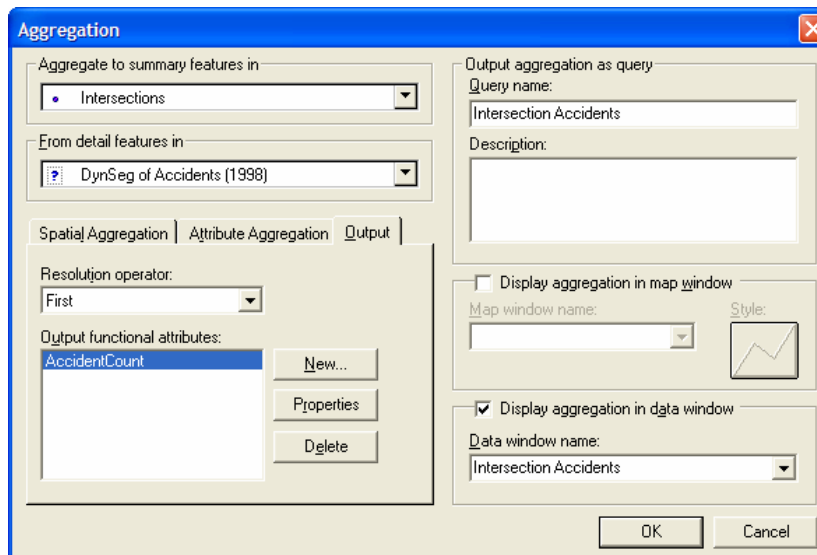 Aggregation
Aggregate to summary features in
Intersections
From detail features in
? DynSeg of Accidents (1998)
Spatial Aggregation
Attribute Aggregation
Output
Resolution operator:
First
Output functional attributes:
AccidentCount
New...
Properties
Delete
Output aggregation as query
Query name:
Intersection Accidents
Description:
Display aggregation in map window
Map window name:
Style:
Display aggregation in data window
Data window name:
Intersection Accidents
OK
Cancel